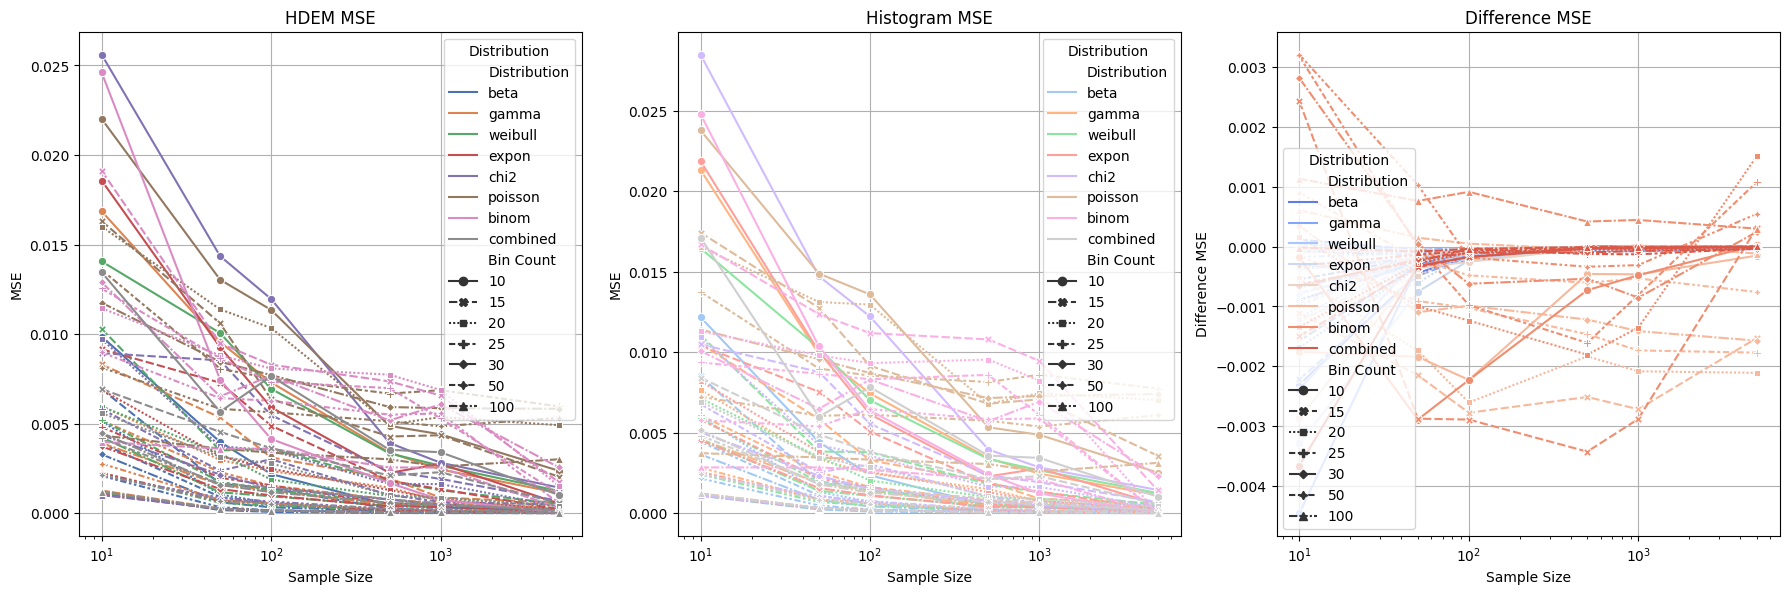 HDEM MSE
MSE
0.025
0.020
0.015
0.010
0.005
0.000
10¹
10²
10³
Sample Size
Distribution
Distribution
beta
gamma
weibull
expon
chi2
poisson
binom
combined
Bin Count
10
15
20
25
30
50
100
Histogram MSE
MSE
0.025
0.020
0.015
0.010
0.005
0.000
10¹
10²
10³
Sample Size
Distribution
Distribution
beta
gamma
weibull
expon
chi2
poisson
binom
combined
Bin Count
10
15
20
25
30
50
100
Difference MSE
Difference MSE
0.003
0.002
0.001
0.000
−0.001
−0.002
−0.003
−0.004
10¹
10²
10³
Sample Size
Distribution
Distribution
beta
gamma
weibull
expon
chi2
poisson
binom
combined
Bin Count
10
15
20
25
30
50
100